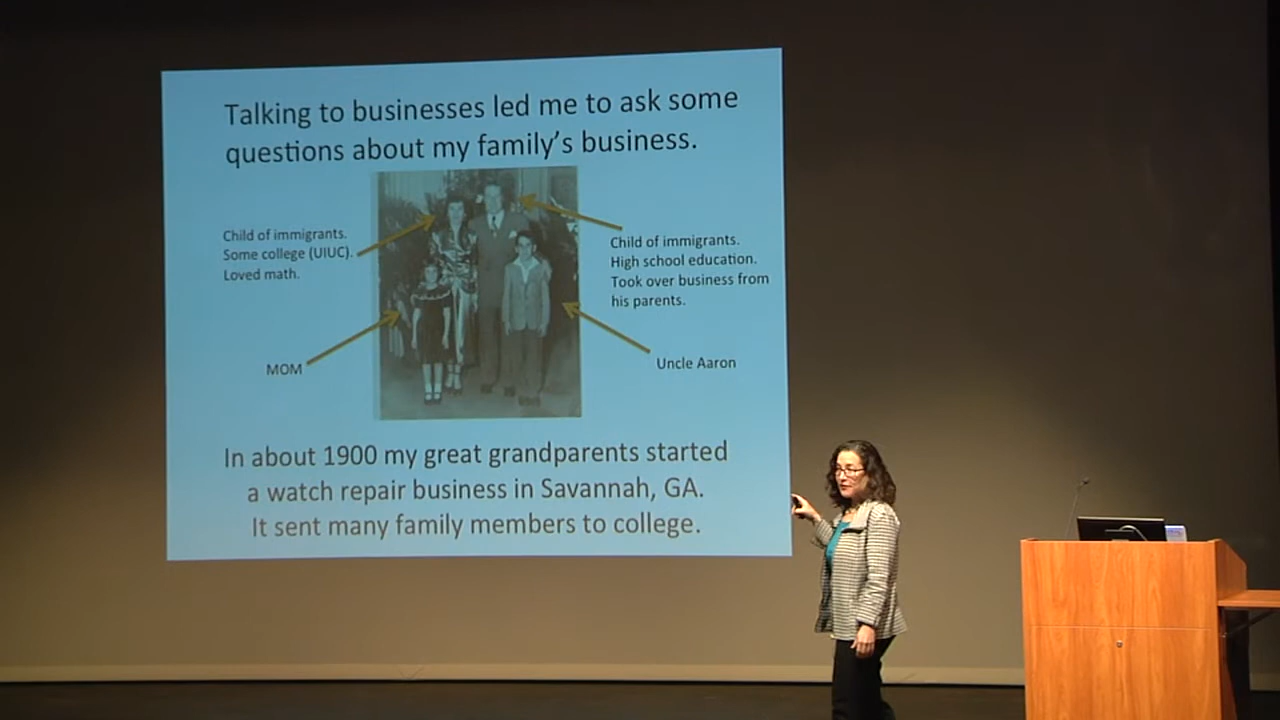 Talking to businesses led me to ask some
questions about my family's business.
Child of immigrants.
Some college (UIUC).
Loved math.
Child of immigrants.
High school education.
Took over business from
his parents.
MOM
Uncle Aaron
In about 1900 my great grandparents started
a watch repair business in Savannah, GA.
It sent many family members to college.